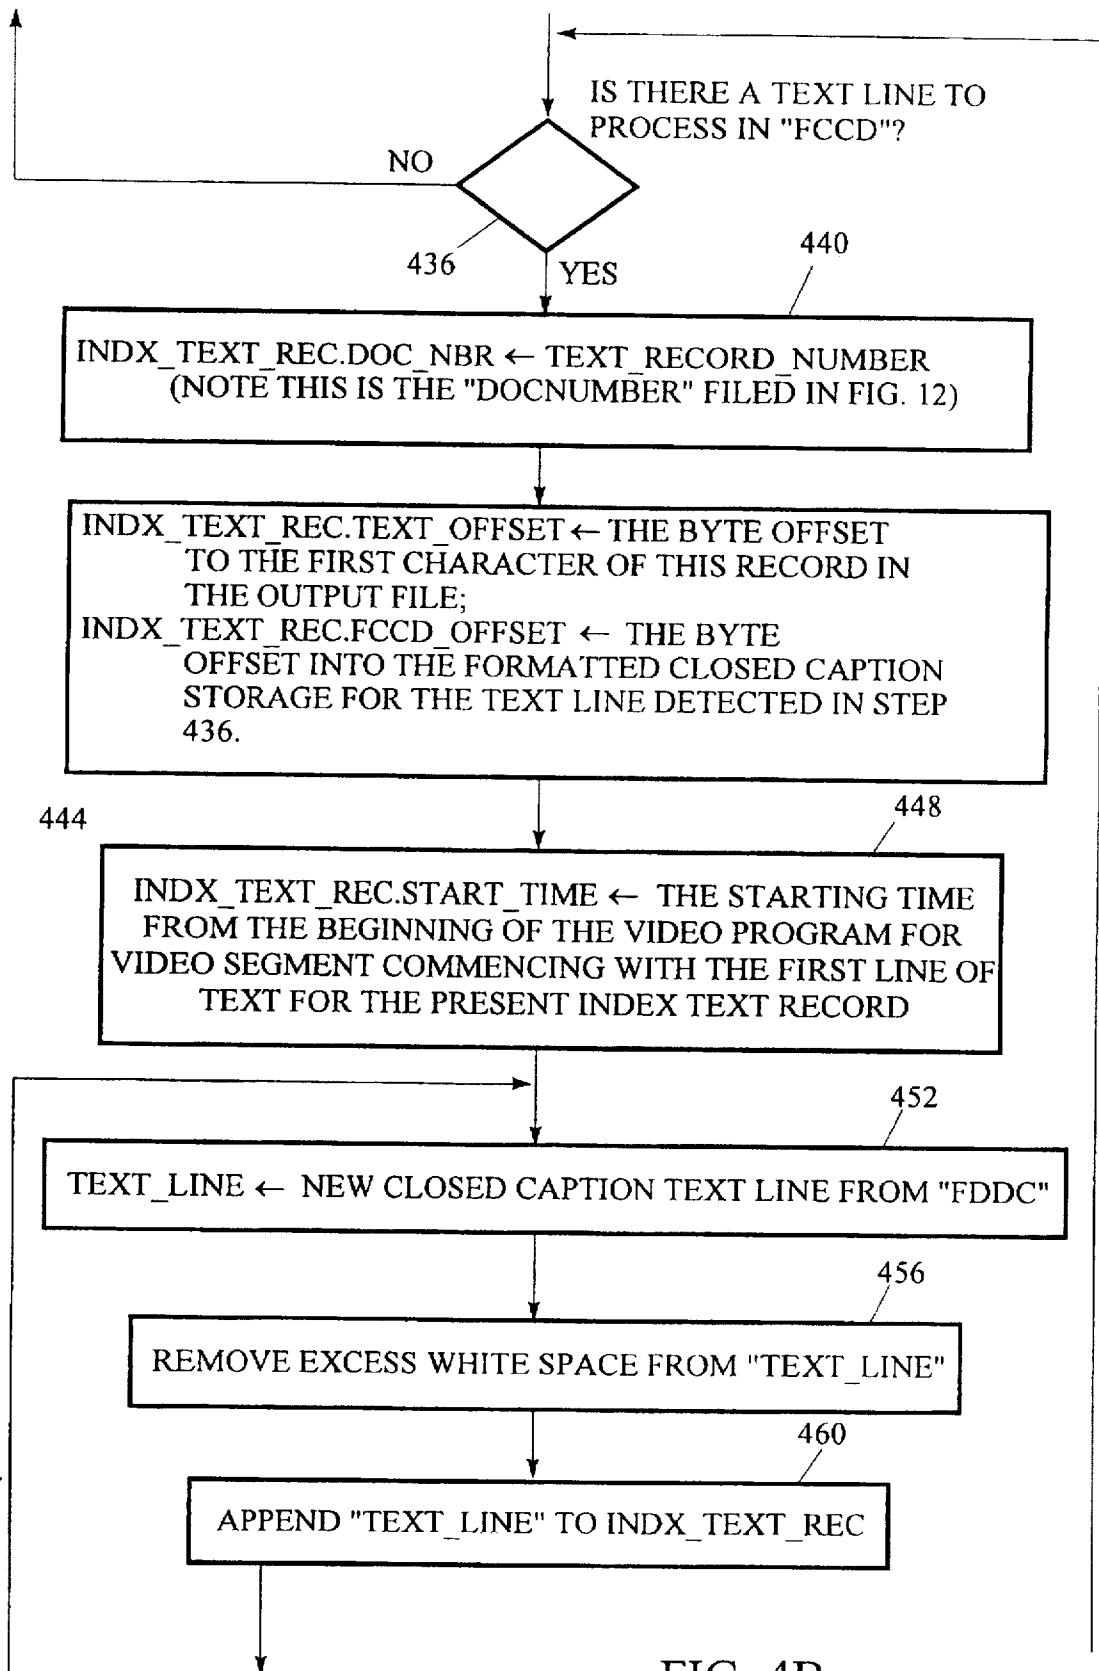 IS THERE A TEXT LINE TO
PROCESS IN "FCCD"?
NO
436
YES
440
INDX_TEXT_REC.DOC_NBR ← TEXT_RECORD_NUMBER
(NOTE THIS IS THE "DOCNUMBER" FILED IN FIG. 12)
INDX_TEXT_REC.TEXT_OFFSET ← THE BYTE OFFSET
TO THE FIRST CHARACTER OF THIS RECORD IN
THE OUTPUT FILE;
INDX_TEXT_REC.FCCD_OFFSET ← THE BYTE
OFFSET INTO THE FORMATTED CLOSED CAPTION
STORAGE FOR THE TEXT LINE DETECTED IN STEP
436.
444
448
INDX_TEXT_REC.START_TIME ← THE STARTING TIME
FROM THE BEGINNING OF THE VIDEO PROGRAM FOR
VIDEO SEGMENT COMMENCING WITH THE FIRST LINE OF
TEXT FOR THE PRESENT INDEX TEXT RECORD
452
TEXT_LINE ← NEW CLOSED CAPTION TEXT LINE FROM "FDDC"
456
REMOVE EXCESS WHITE SPACE FROM "TEXT_LINE"
460
APPEND "TEXT_LINE" TO INDX_TEXT_REC
FIG. 4B